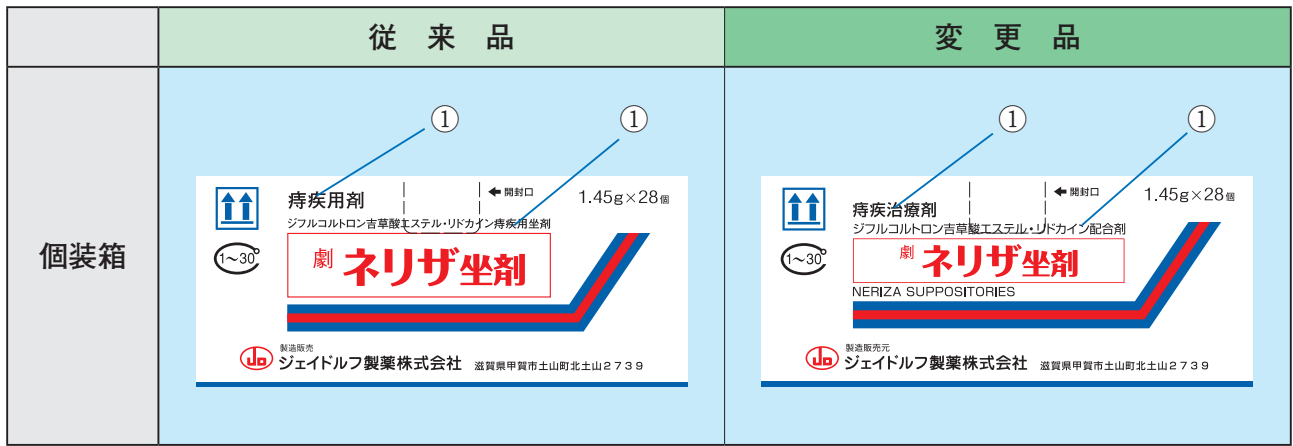 従来品
変更品
個装箱
①
①
痔疾用剤
開封口
1.45g×28個
ジフルコルトロン吉草酸エステル・リドカイン痔疾用坐剤
1~30°
劇 ネリザ坐剤
製造販売
Jo ジェイドルフ製薬株式会社 滋賀県甲賀市土山町北土山2739
①
①
痔疾治療剤
開封口
1.45g×28個
ジフルコルトロン吉草酸エステル・リドカイン配合剤
1~30°
劇 ネリザ坐剤
NERIZA SUPPOSITORIES
製造販売元
Jo ジェイドルフ製薬株式会社 滋賀県甲賀市土山町北土山2739